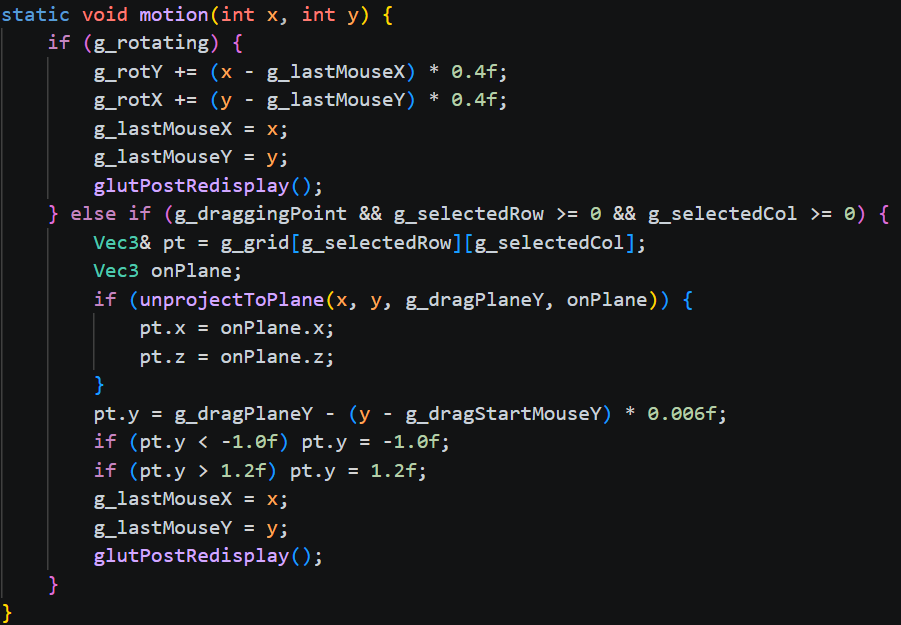 static void motion(int x, int y) {
    if (g_rotating) {
        g_rotY += (x - g_lastMouseX) * 0.4f;
        g_rotX += (y - g_lastMouseY) * 0.4f;
        g_lastMouseX = x;
        g_lastMouseY = y;
        glutPostRedisplay();
    } else if (g_draggingPoint && g_selectedRow >= 0 && g_selectedCol >= 0) {
        Vec3& pt = g_grid[g_selectedRow][g_selectedCol];
        Vec3 onPlane;
        if (unprojectToPlane(x, y, g_dragPlaneY, onPlane)) {
            pt.x = onPlane.x;
            pt.z = onPlane.z;
        }
        pt.y = g_dragPlaneY - (y - g_dragStartMouseY) * 0.006f;
        if (pt.y < -1.0f) pt.y = -1.0f;
        if (pt.y > 1.2f) pt.y = 1.2f;
        g_lastMouseX = x;
        g_lastMouseY = y;
        glutPostRedisplay();
    }
}